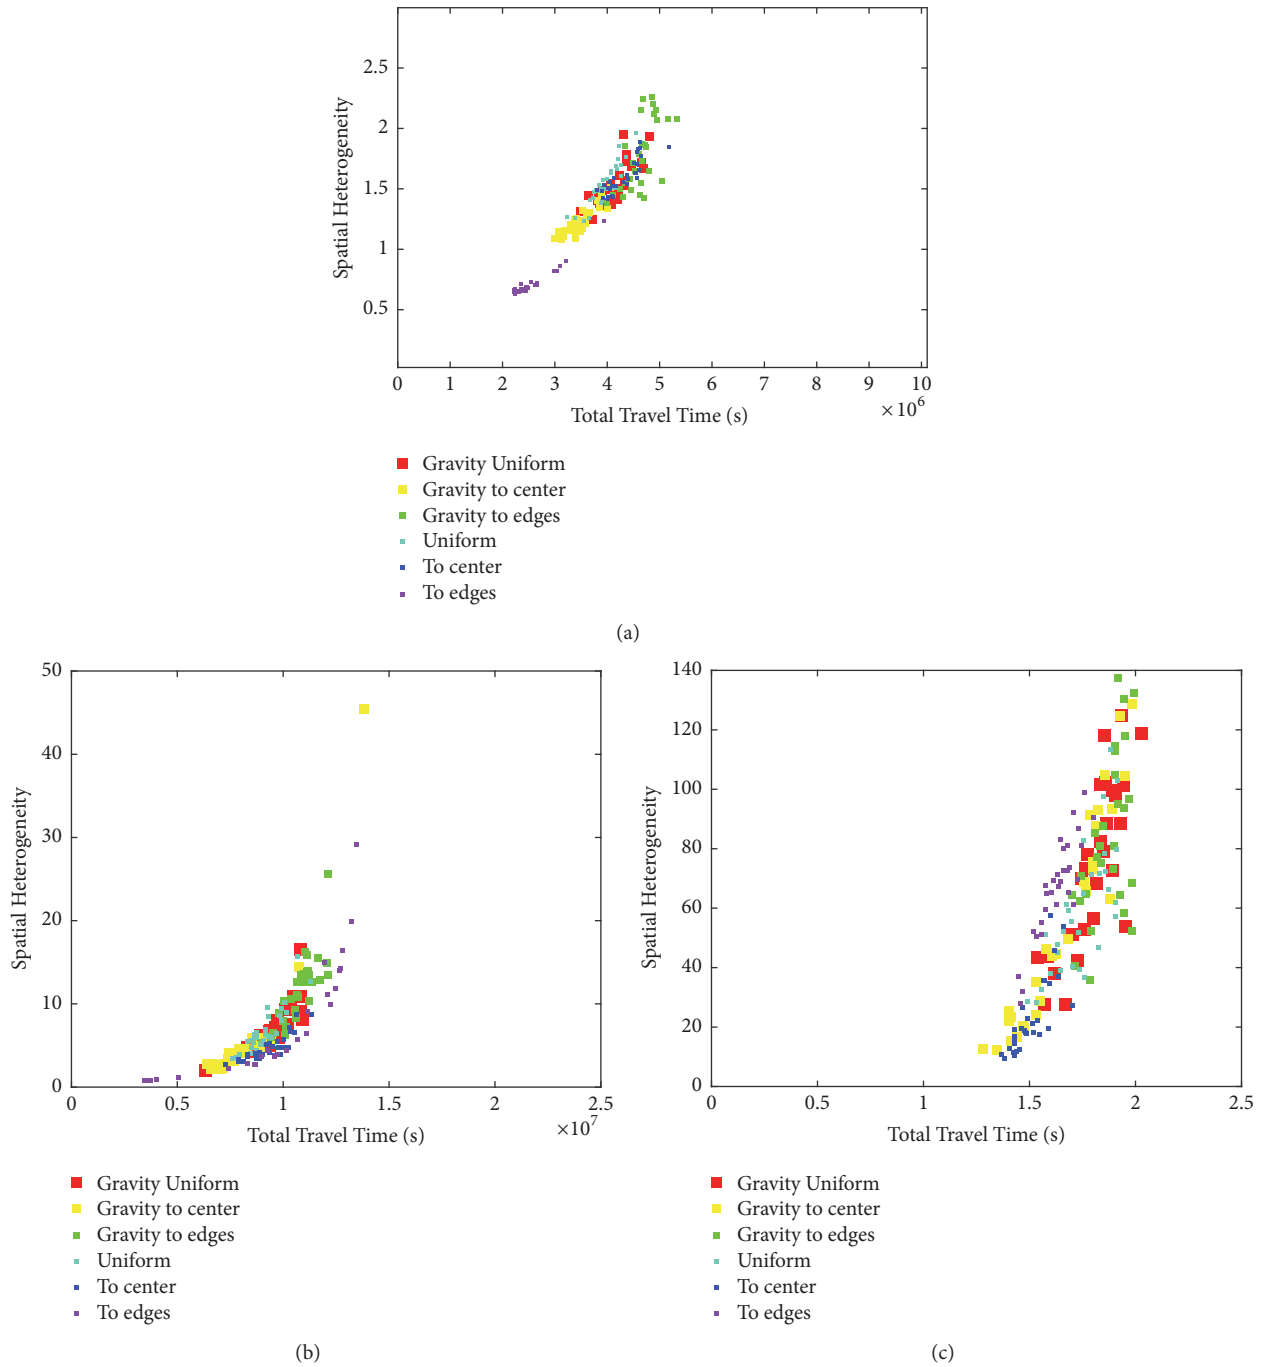 2.5
2
1.5
1
0.5
Spatial Heterogeneity
0 1 2 3 4 5 6 7 8 9 10
×10⁶
Total Travel Time (s)
Gravity Uniform
Gravity to center
Gravity to edges
Uniform
To center
To edges
(a)
50
40
30
20
10
0
Spatial Heterogeneity
0 0.5 1 1.5 2 2.5
×10⁷
Total Travel Time (s)
Gravity Uniform
Gravity to center
Gravity to edges
Uniform
To center
To edges
(b)
140
120
100
80
60
40
20
0
Spatial Heterogeneity
0 0.5 1 1.5 2 2.5
Total Travel Time (s)
Gravity Uniform
Gravity to center
Gravity to edges
Uniform
To center
To edges
(c)